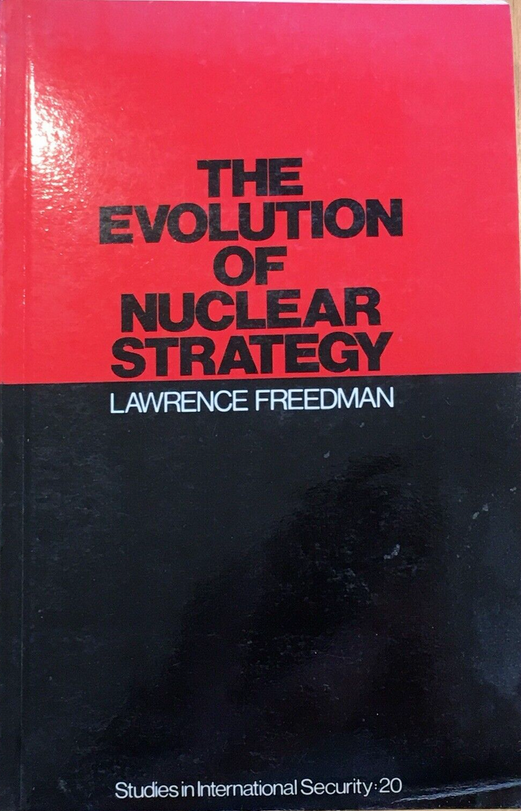 THE
EVOLUTION
OF
NUCLEAR
STRATEGY
LAWRENCE FREEDMAN
Studies in International Security:20